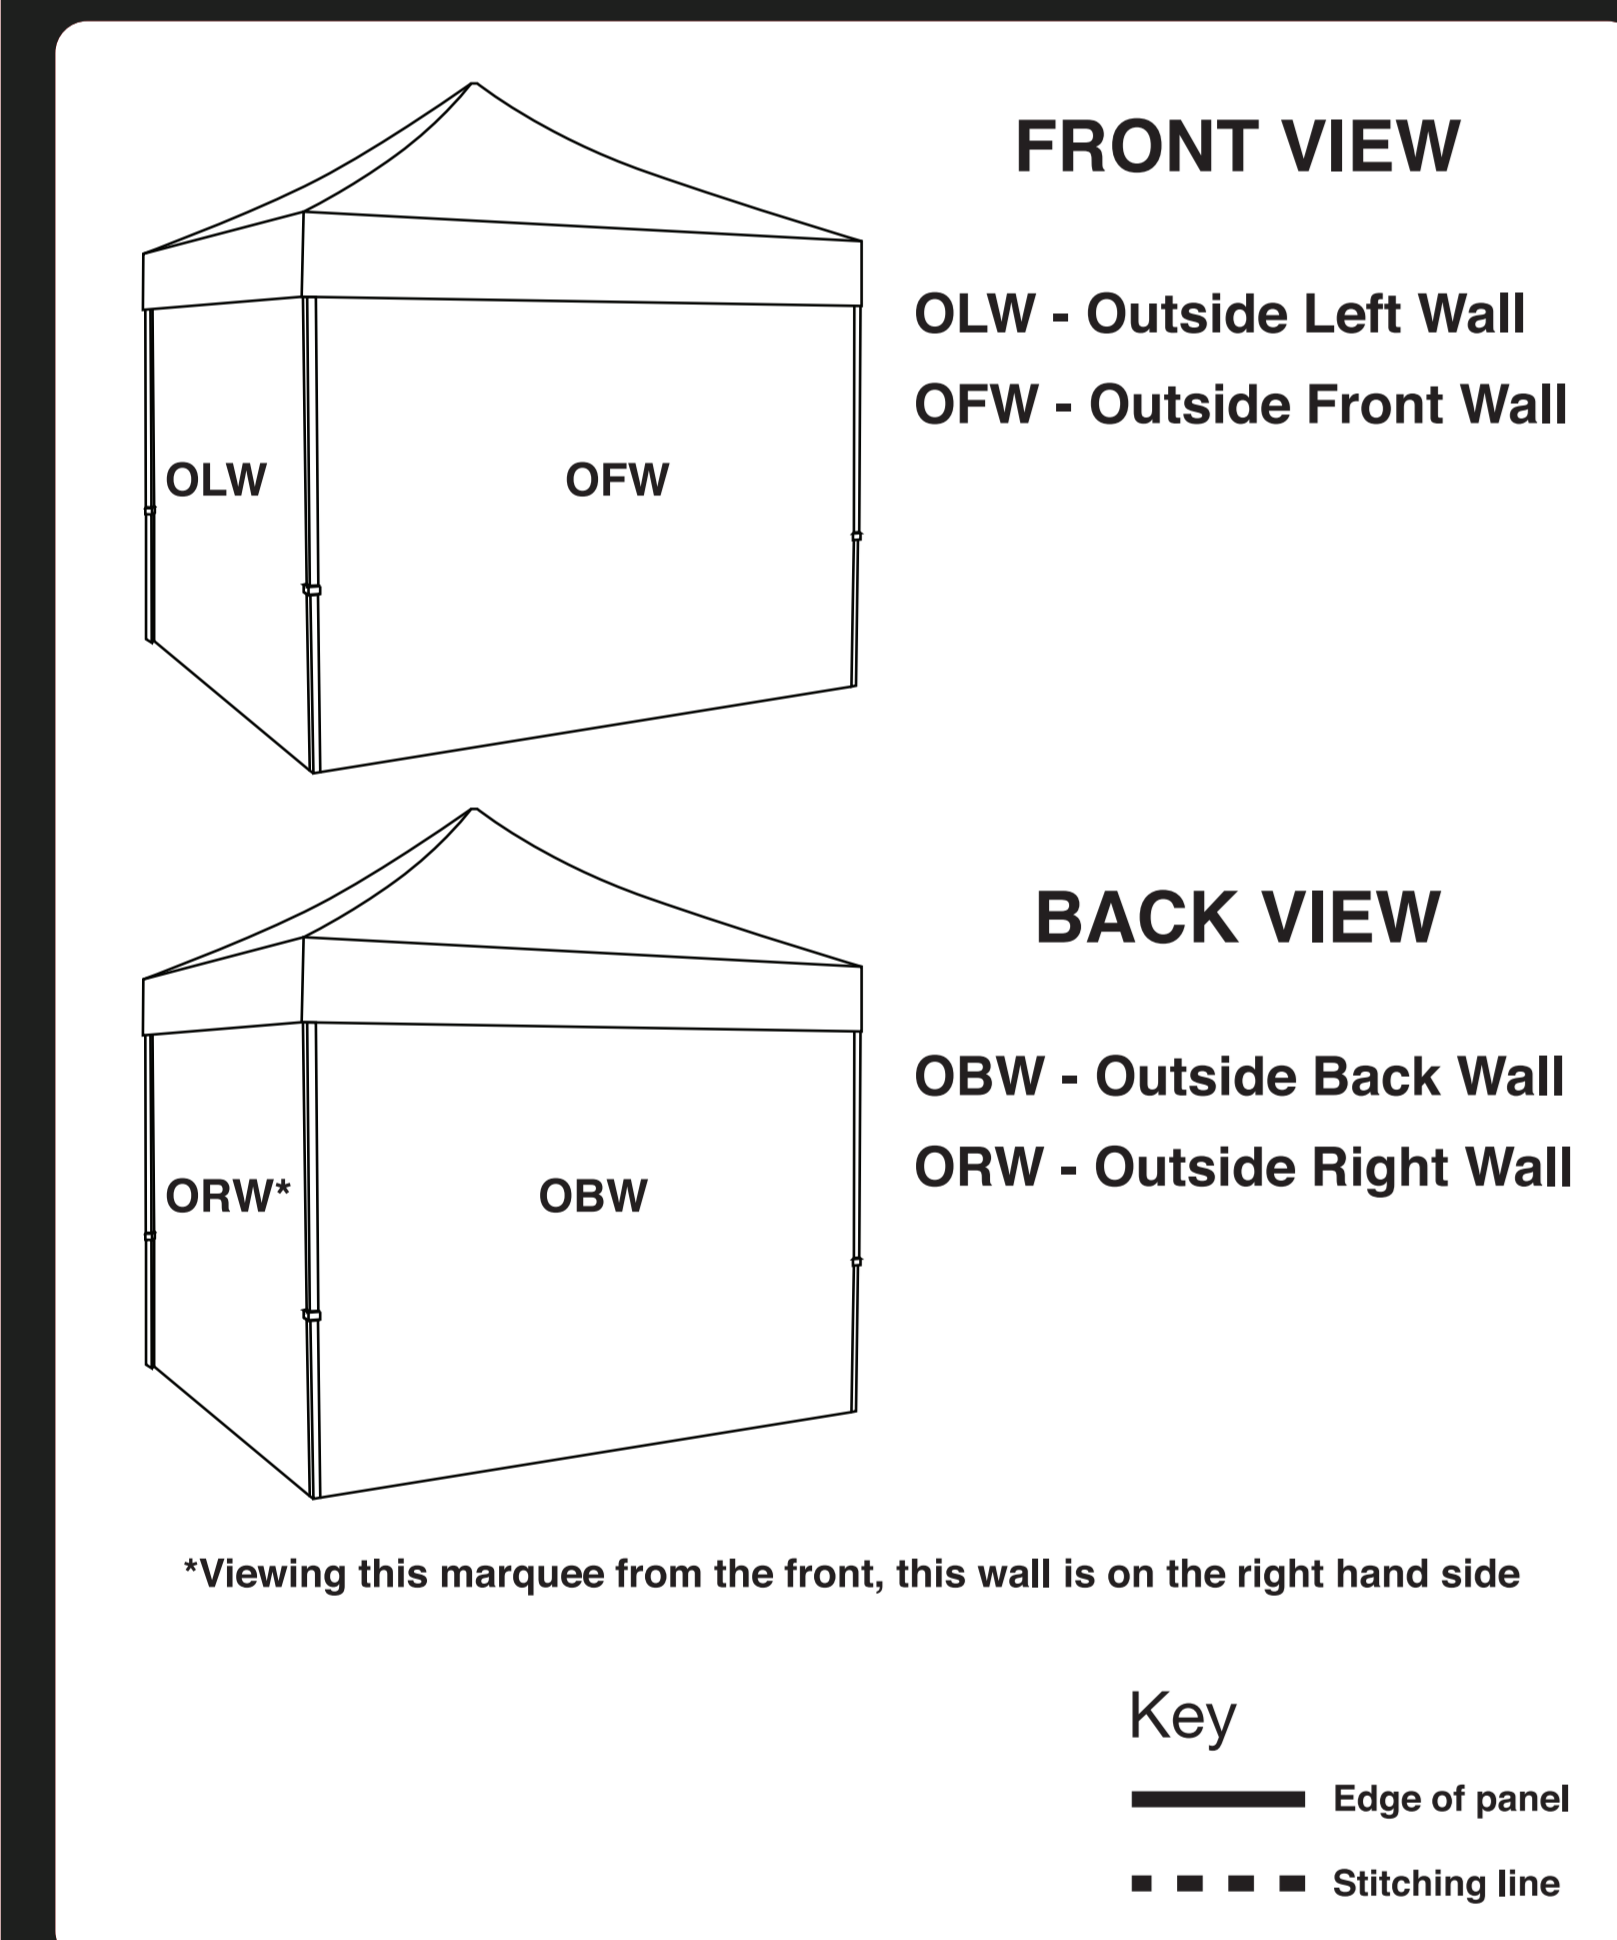 FRONT VIEW
OLW - Outside Left Wall
OFW - Outside Front Wall
OLW
OFW
BACK VIEW
OBW - Outside Back Wall
ORW - Outside Right Wall
ORW*
OBW
*Viewing this marquee from the front, this wall is on the right hand side
Key
Edge of panel
Stitching line